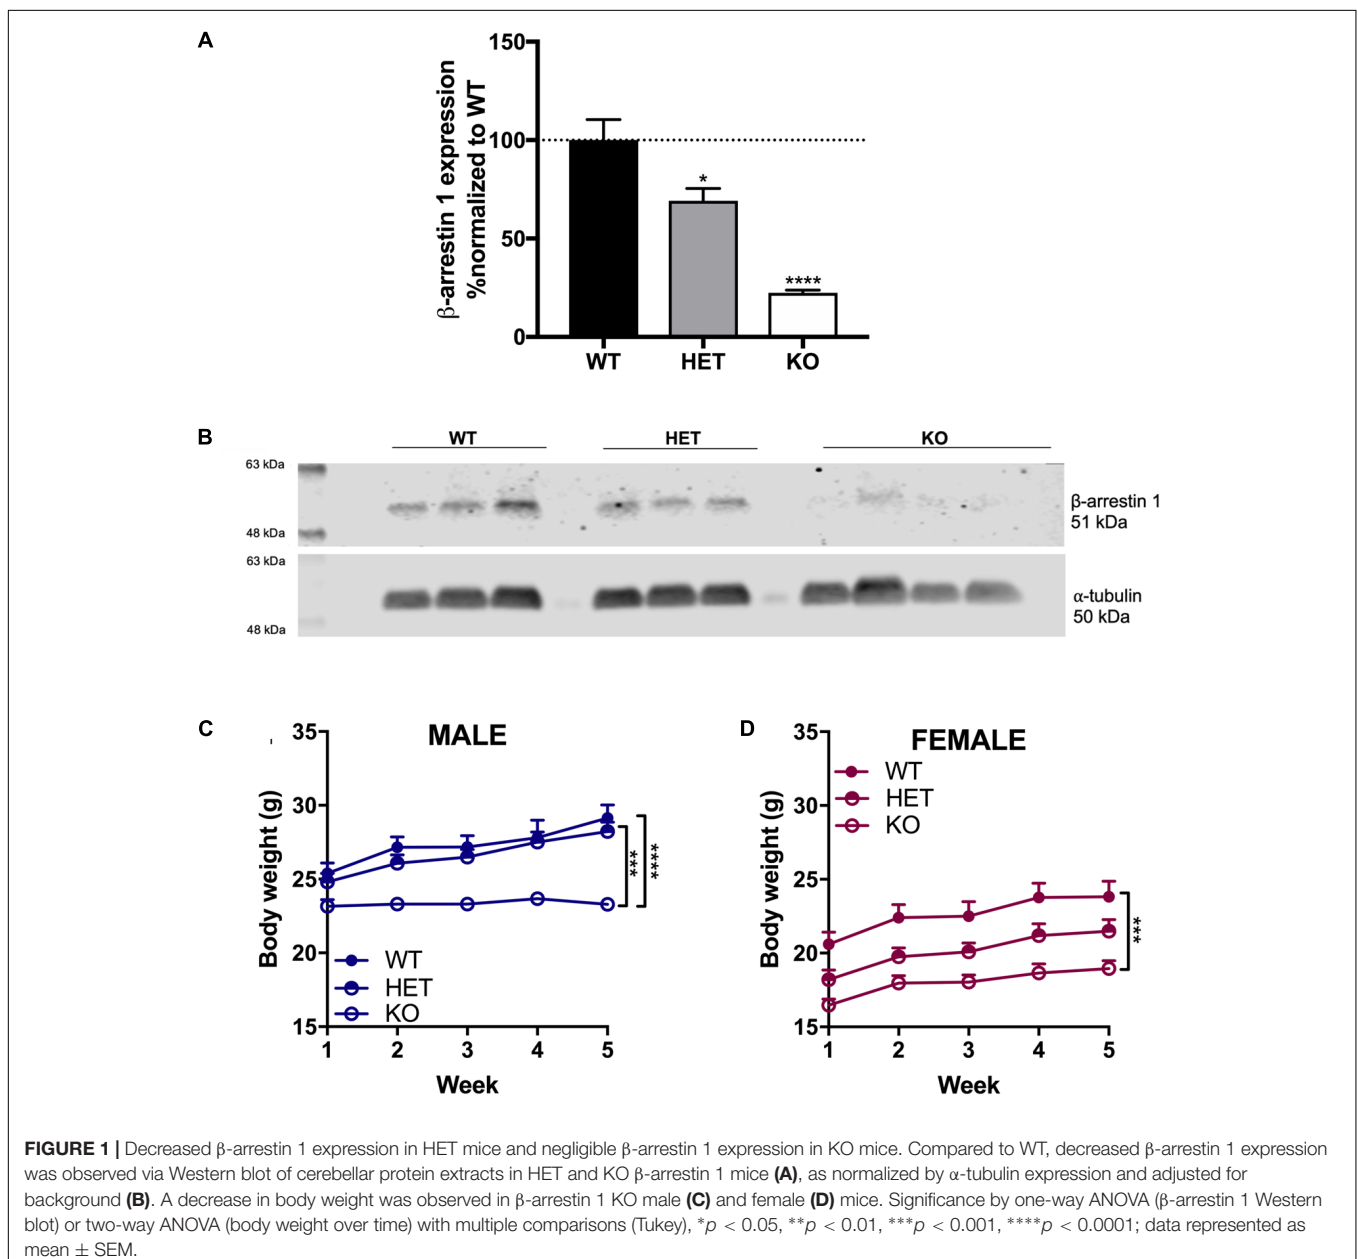 A
β-arrestin 1 expression
%normalized to WT
150
100
50
0
*
****
WT HET KO
B
WT HET KO
63 kDa
48 kDa
β-arrestin 1
51 kDa
63 kDa
48 kDa
α-tubulin
50 kDa
C
MALE
Body weight (g)
35
30
25
20
15
***
****
WT
HET
KO
1 2 3 4 5
Week
D
FEMALE
Body weight (g)
35
30
25
20
15
WT
HET
KO
***
1 2 3 4 5
Week
FIGURE 1 | Decreased β-arrestin 1 expression in HET mice and negligible β-arrestin 1 expression in KO mice. Compared to WT, decreased β-arrestin 1 expression
was observed via Western blot of cerebellar protein extracts in HET and KO β-arrestin 1 mice (A), as normalized by α-tubulin expression and adjusted for
background (B). A decrease in body weight was observed in β-arrestin 1 KO male (C) and female (D) mice. Significance by one-way ANOVA (β-arrestin 1 Western
blot) or two-way ANOVA (body weight over time) with multiple comparisons (Tukey), *p < 0.05, **p < 0.01, ***p < 0.001, ****p < 0.0001; data represented as
mean ± SEM.